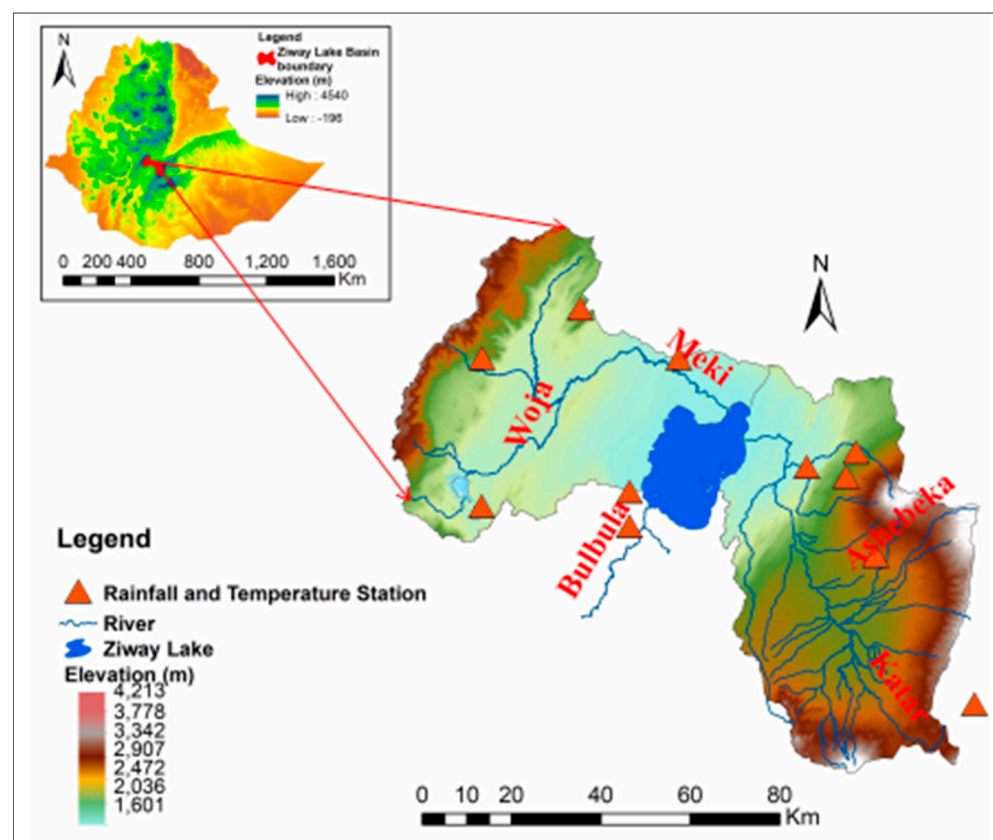 N
Legend
Ziway Lake Basin
boundary
Elevation (m)
High : 4540
Low : -196
0 200 400 800 1,200 1,600
Km
N
Meki
Woja
Bulbula
Ashebeka
Katar
Legend
Rainfall and Temperature Station
River
Ziway Lake
Elevation (m)
4,213
3,778
3,342
2,907
2,472
2,036
1,601
0 10 20 40 60 80
Km